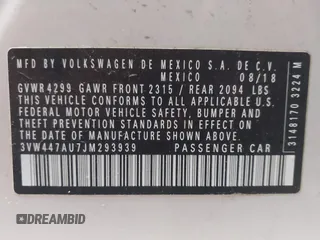 MFD BY VOLKSWAGEN DE MEXICO S.A. DE C.V.
MEXICO 08/18
GVWR 4299 GAWR FRONT 2315 / REAR 2094 LBS
THIS VEHICLE CONFORMS TO ALL APPLICABLE U.S.
FEDERAL MOTOR VEHICLE SAFETY, BUMPER AND
THEFT PREVENTION STANDARDS IN EFFECT ON THE
DATE OF MANUFACTURE SHOWN ABOVE.
3VW447AU7JM293939 PASSENGER CAR
3148170 3224 M
DREAMBID